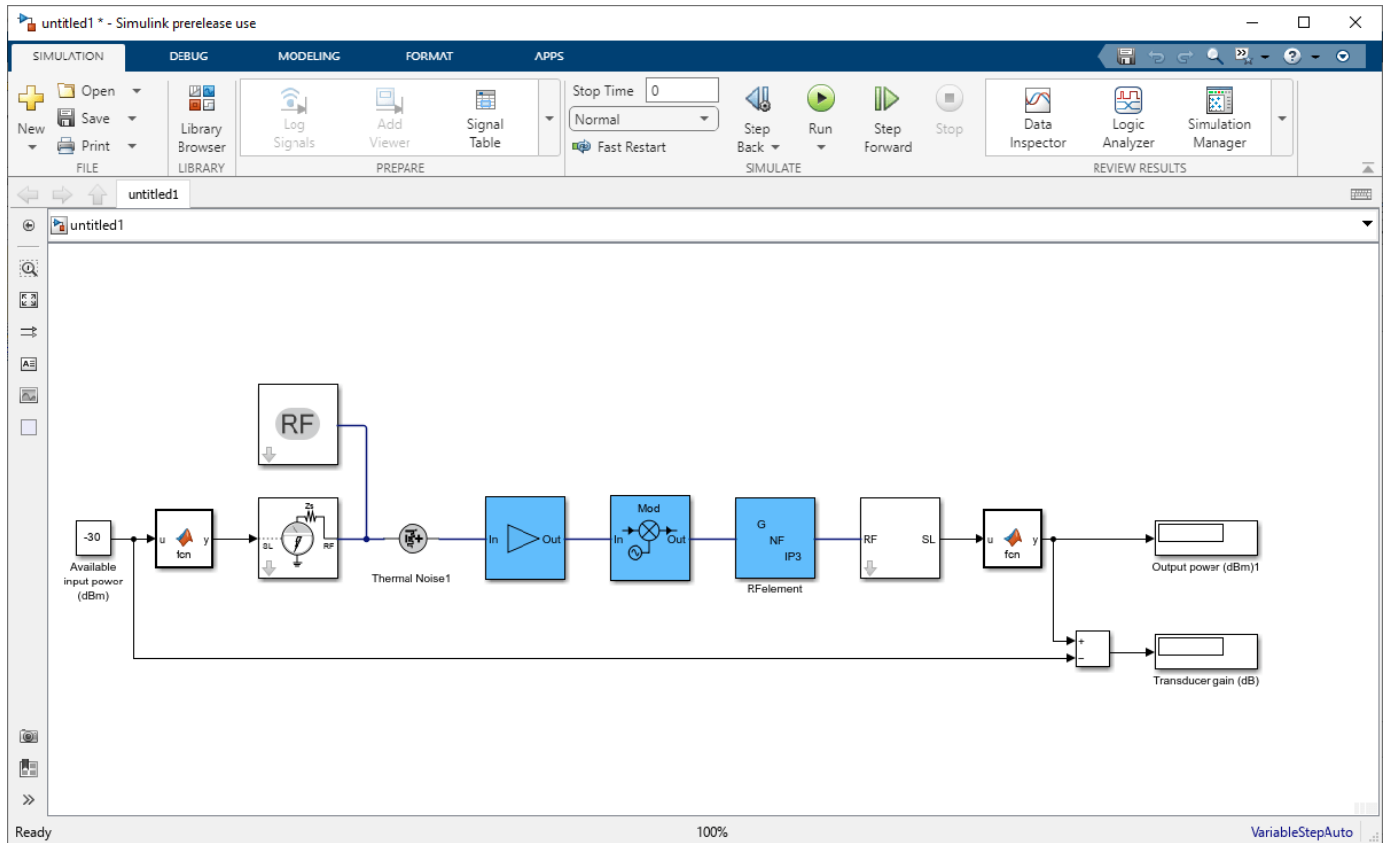 untitled1 * - Simulink prerelease use
SIMULATION DEBUG MODELING FORMAT APPS
New
Open
Save
Print
FILE
Library
Browser
LIBRARY
Log
Signals
Add
Viewer
Signal
Table
PREPARE
Stop Time 0
Normal
Fast Restart
Step
Back
Run
Step
Forward
Stop
SIMULATE
Data
Inspector
Logic
Analyzer
Simulation
Manager
REVIEW RESULTS
untitled1
untitled1
RF
-30
Available
input power
(dBm)
u y
fcn
Zs
SL RF
Thermal Noise1
In Out
Mod
In Out
G
NF
IP3
RFelement
RF SL
u y
fcn
Output power (dBm)1
+
−
Transducer gain (dB)
Ready 100% VariableStepAuto